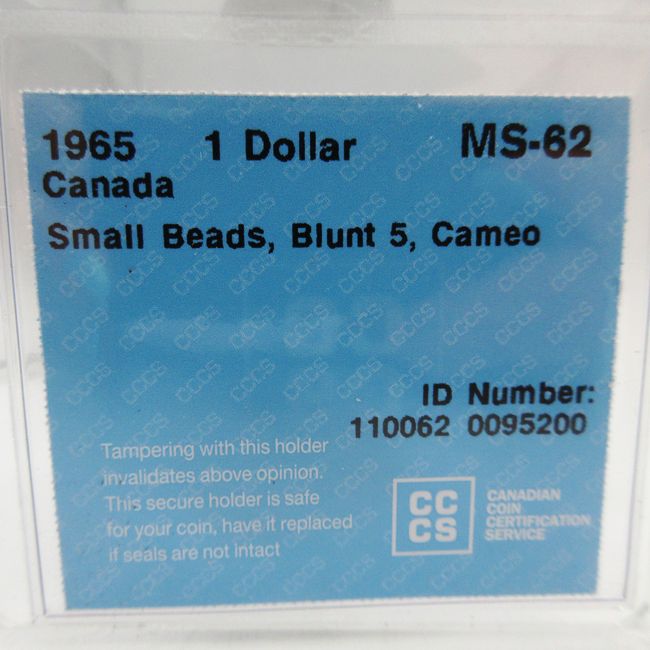 1965 1 Dollar MS-62
Canada
Small Beads, Blunt 5, Cameo
ID Number:
110062 0095200
Tampering with this holder
invalidates above opinion.
This secure holder is safe
for your coin, have it replaced
if seals are not intact
CC
CS
CANADIAN
COIN
CERTIFICATION
SERVICE